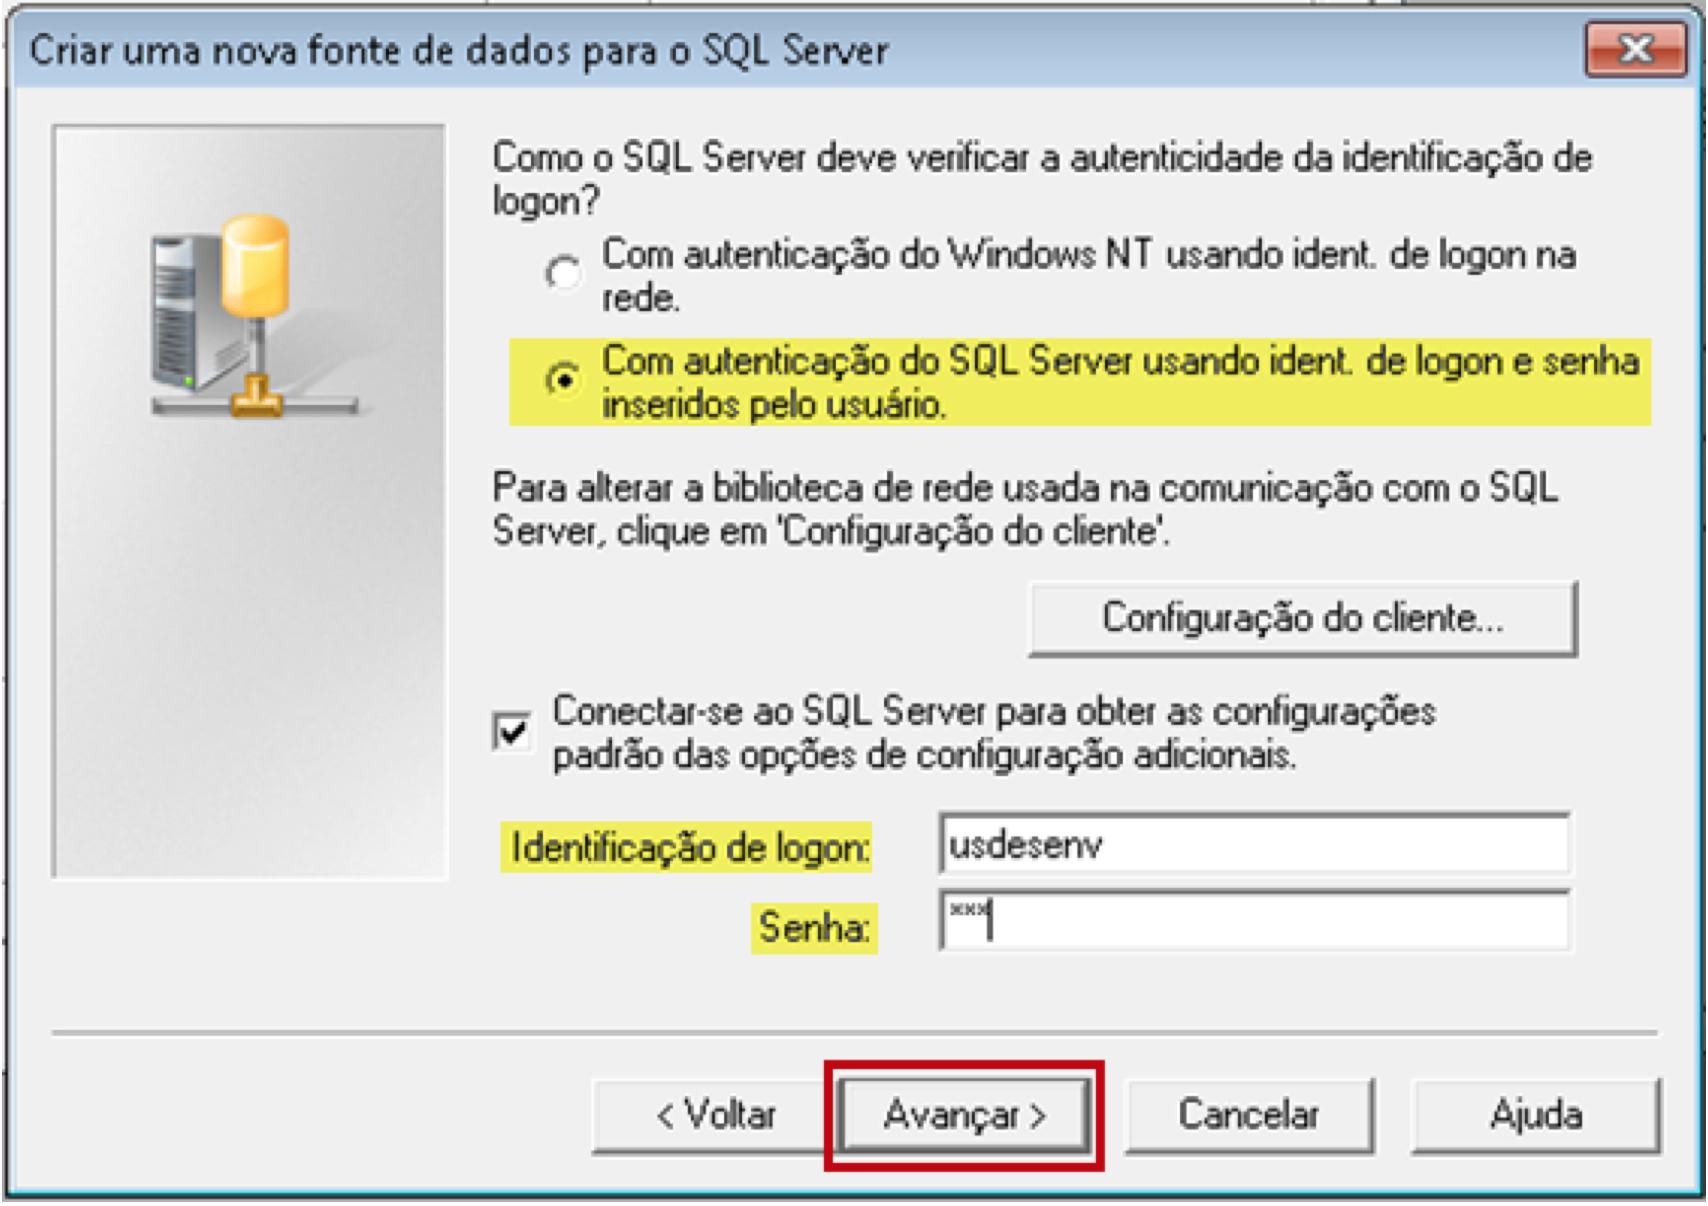 Criar uma nova fonte de dados para o SQL Server
Como o SQL Server deve verificar a autenticidade da identificação de
logon?
Com autenticação do Windows NT usando ident. de logon na
rede.
Com autenticação do SQL Server usando ident. de logon e senha
inseridos pelo usuário.
Para alterar a biblioteca de rede usada na comunicação com o SQL
Server, clique em 'Configuração do cliente'.
Configuração do cliente...
Conectar-se ao SQL Server para obter as configurações
padrão das opções de configuração adicionais.
Identificação de logon: usdesenv
Senha: ×××
< Voltar Avançar > Cancelar Ajuda